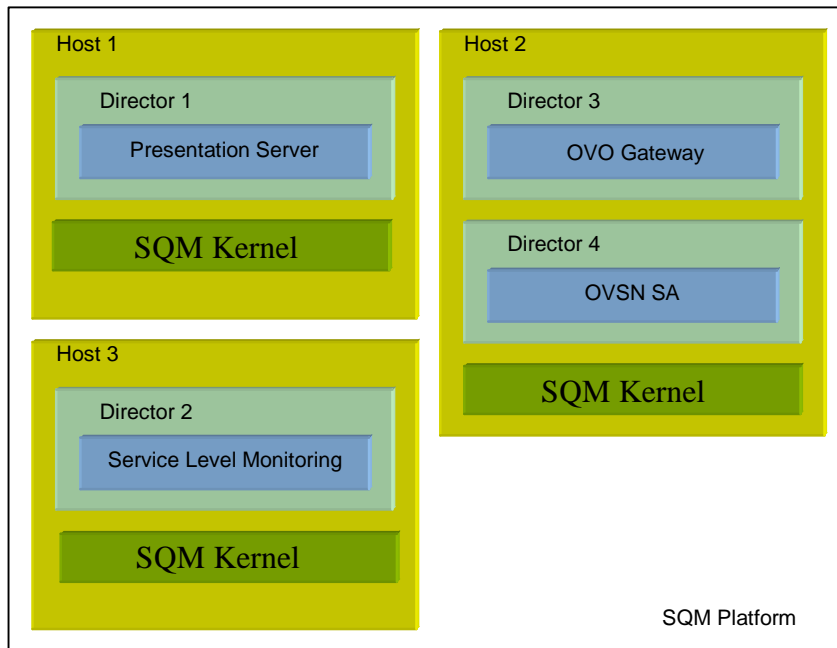 Host 1
Director 1
Presentation Server
SQM Kernel
Host 2
Director 3
OVO Gateway
Director 4
OVSN SA
SQM Kernel
Host 3
Director 2
Service Level Monitoring
SQM Kernel
SQM Platform